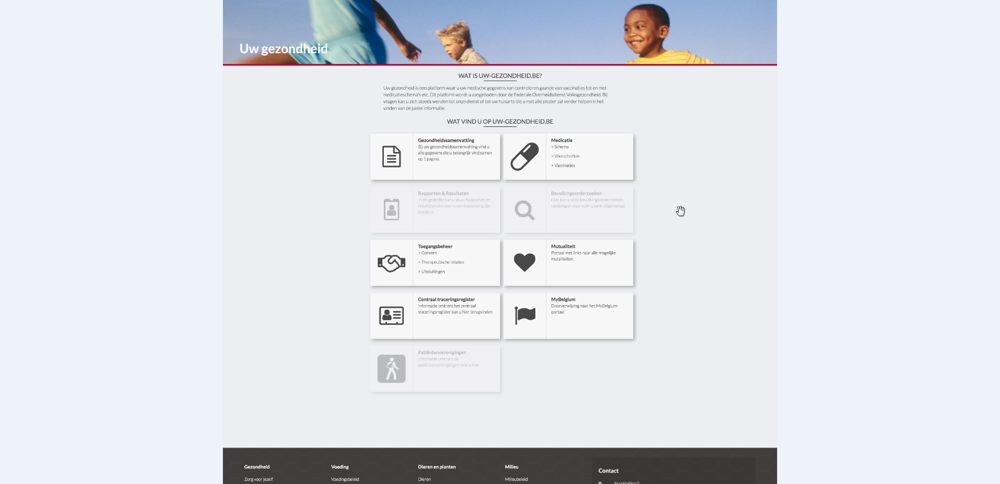 Uw gezondheid
WAT IS UW-GEZONDHEID.BE?
Uw gezondheid is een platform waar u uw medische gegevens kan controleren gaande van vaccinaties tot en met
medicatieschema's etc. Dit platform wordt u aangeboden door de Federale Overheidsdienst Volksgezondheid. Bij
vragen kan u zich steeds wenden tot onze dienst of tot uw huisarts die u met alle plezier zal verder helpen in het
vinden van de juiste informatie.
WAT VIND U OP UW-GEZONDHEID.BE
Gezondheidssamenvatting
Bij uw gezondheidssamenvatting vind u
alle gegevens die u belangrijk vind samen
op 1 pagina.
Medicatie
> Schema
> Voorschriften
> Vaccinaties
Rapporten & Resultaten
In dit gedeelte kan u al uw Rapporten en
resultaten die voor u van toepassing zijn
bekijken.
Bevolkingsonderzoeken
Hier kan u al de bevolkingsonderzoeken
raadplegen waarvoor u bent uitgenodigd.
Toegangsbeheer
> Consent
> Therapeutische relaties
> Uitsluitingen
Mutualiteit
Portaal met links naar alle mogelijke
mutaliteiten.
Centraal traceringsregister
Informatie omtrent het centraal
traceringsregister kan u hier terugvinden
MyBelgium
Doorverwijzing naar het MyBelgium-
portaal
Patiëntenverenigingen
Informatie omtrent de
patiëntenverenigingen vind u hier.
Gezondheid
Zorg voor jezelf
Voeding
Voedingsbeleid
Dieren en planten
Dieren
Milieu
Milieubeleid
Contact
Eurostation II